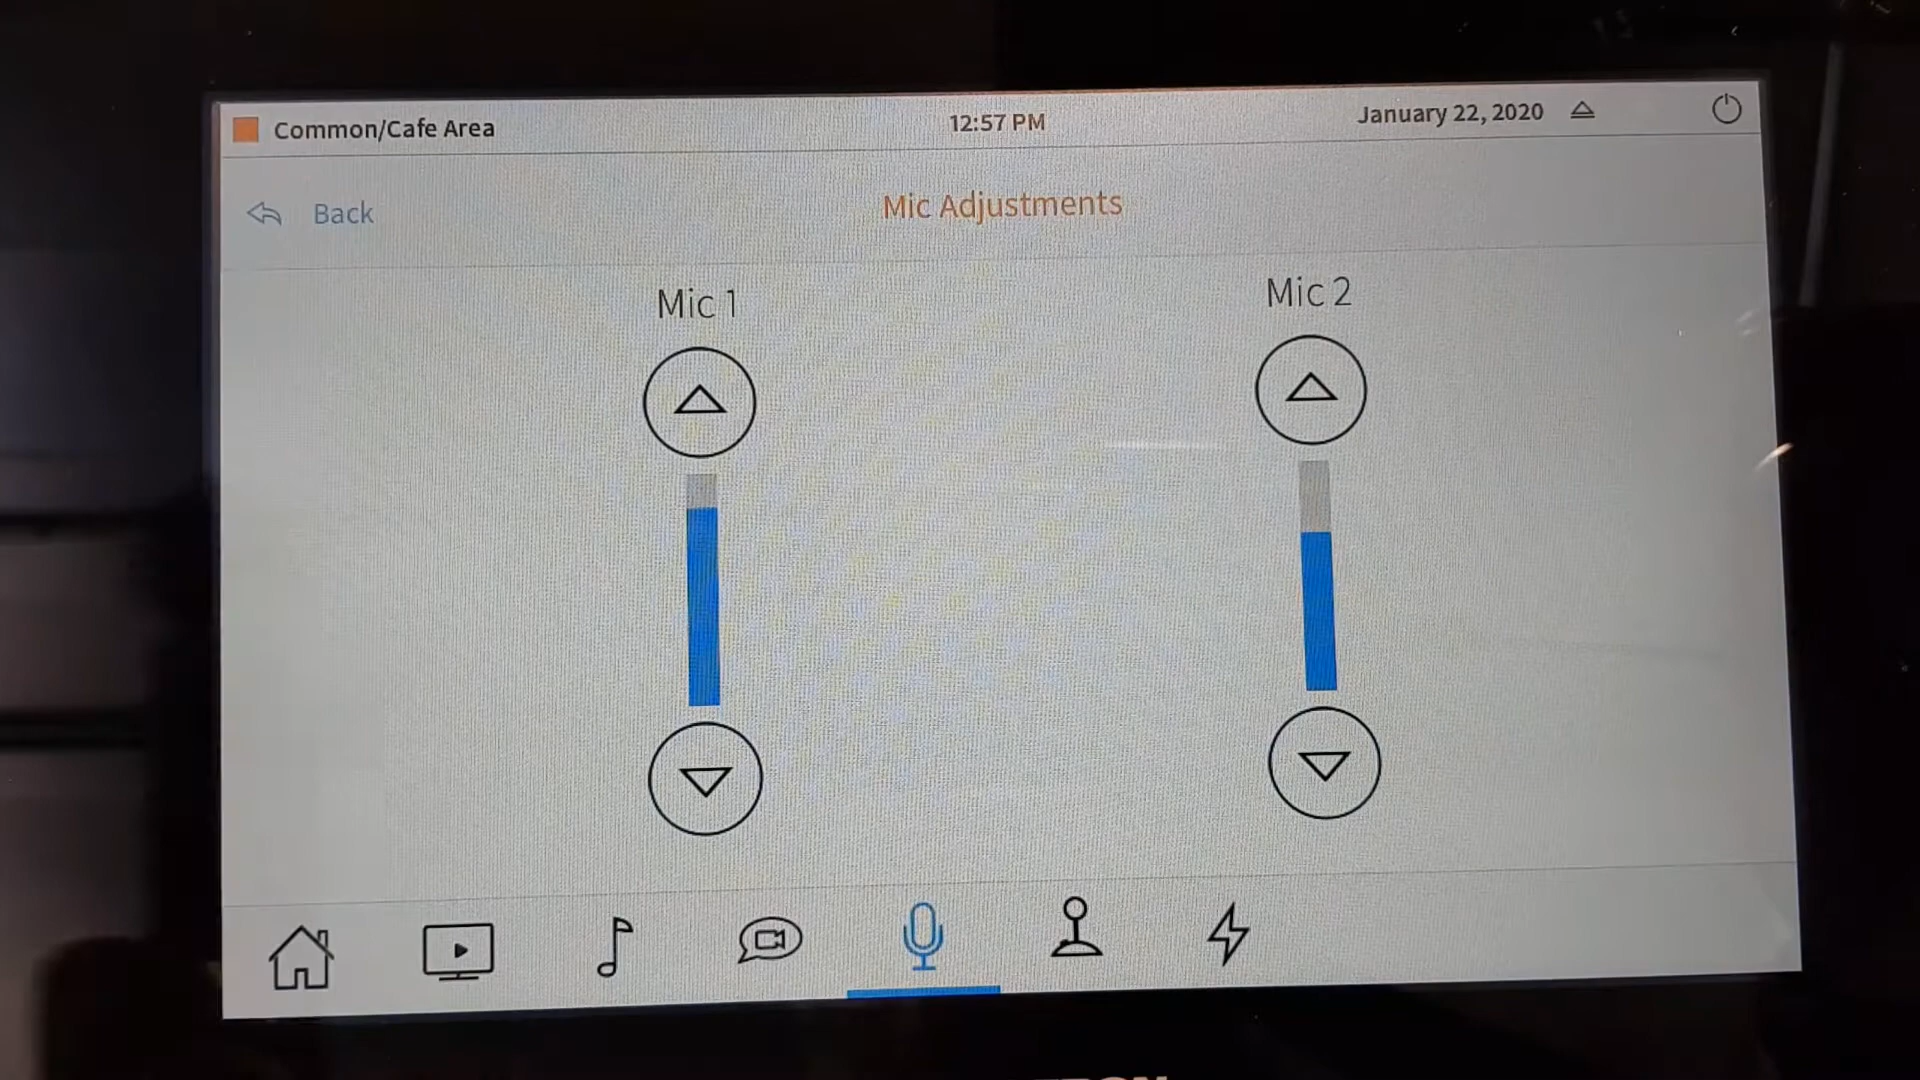 Common/Cafe Area
12:57 PM
January 22, 2020
Back
Mic Adjustments
Mic 1
Mic 2